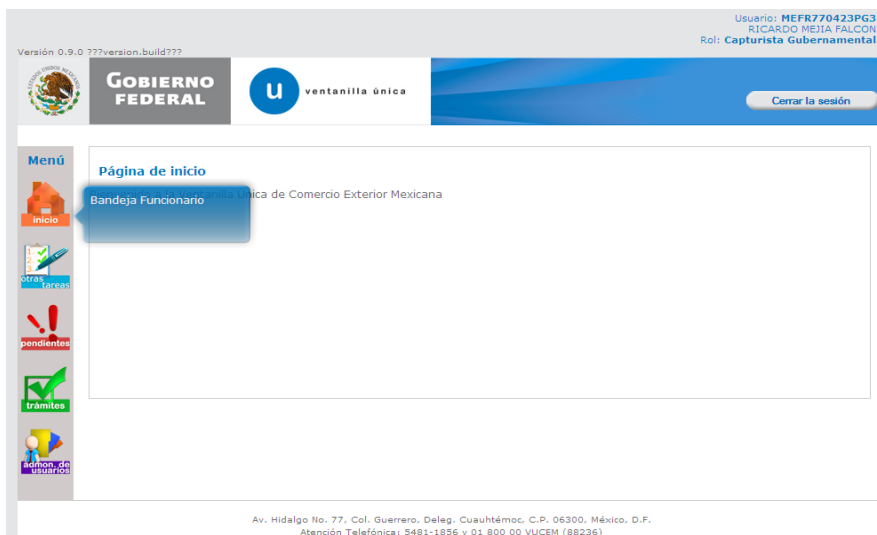 Usuario: MEFR770423PG3
RICARDO MEJIA FALCON
Rol: Capturista Gubernamental
Versión 0.9.0 ???version.build???
ESTADOS UNIDOS MEXICANOS
GOBIERNO
FEDERAL
u
ventanilla única
Cerrar la sesión
Menú
Página de inicio
Única de Comercio Exterior Mexicana
Bandeja Funcionario
inicio
otras
tareas
pendientes
trámites
admon. de
usuarios
Av. Hidalgo No. 77, Col. Guerrero, Deleg. Cuauhtémoc, C.P. 06300, México, D.F.
Atención Telefónica: 5481-1856 y 01 800 00 VUCEM (88236)